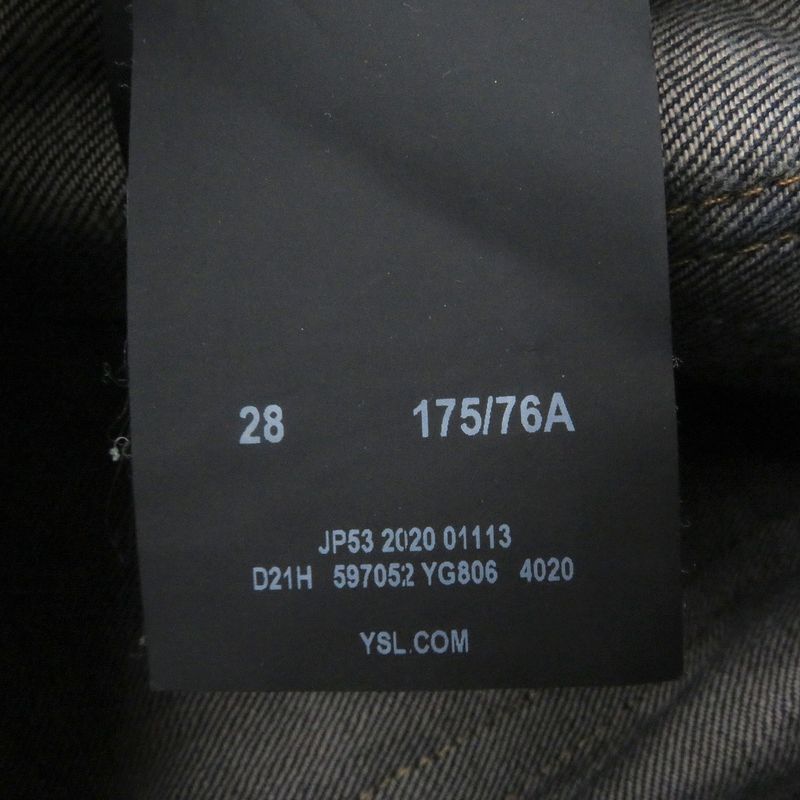 28 175/76A
JP53 2020 01113
D21H 597052 YG806 4020
YSL.COM